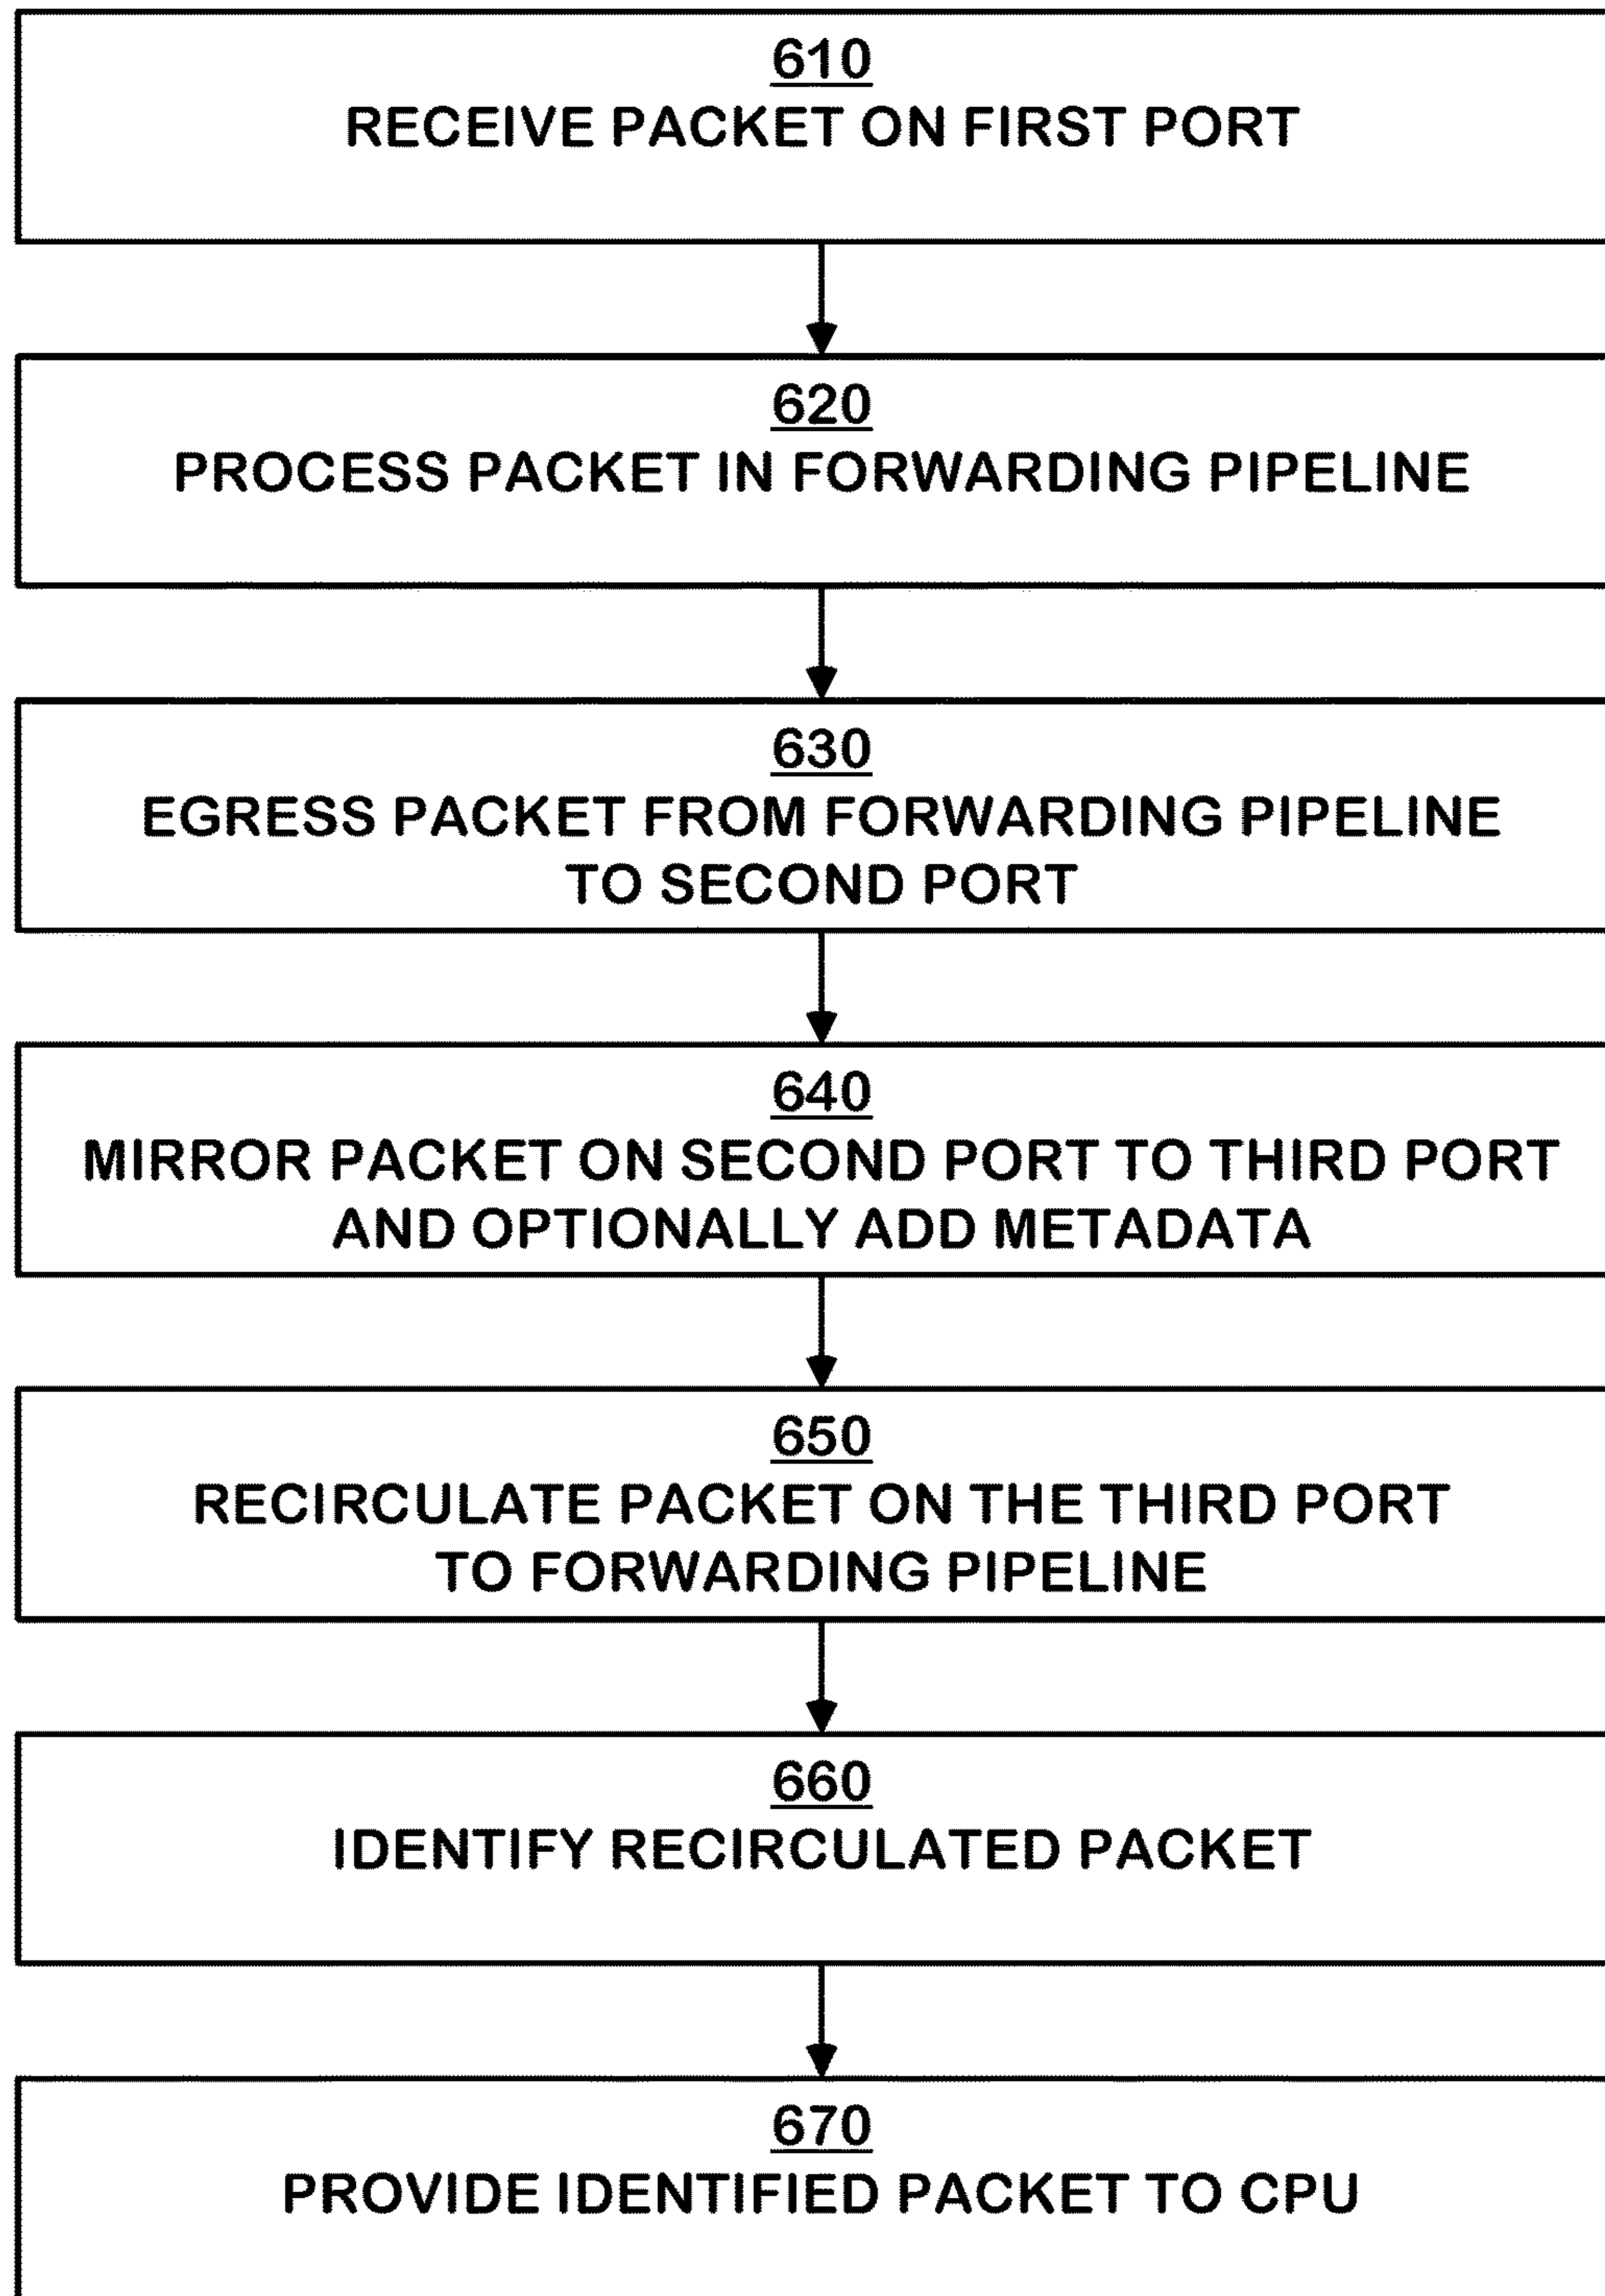 610
RECEIVE PACKET ON FIRST PORT
620
PROCESS PACKET IN FORWARDING PIPELINE
630
EGRESS PACKET FROM FORWARDING PIPELINE
TO SECOND PORT
640
MIRROR PACKET ON SECOND PORT TO THIRD PORT
AND OPTIONALLY ADD METADATA
650
RECIRCULATE PACKET ON THE THIRD PORT
TO FORWARDING PIPELINE
660
IDENTIFY RECIRCULATED PACKET
670
PROVIDE IDENTIFIED PACKET TO CPU